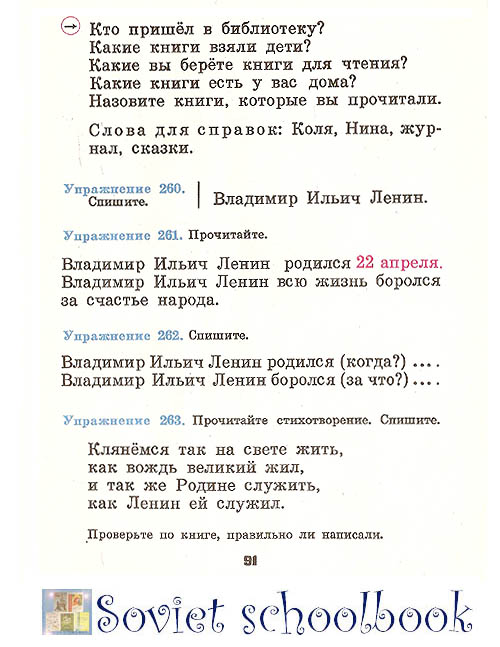 → Кто пришёл в библиотеку?
Какие книги взяли дети?
Какие вы берёте книги для чтения?
Какие книги есть у вас дома?
Назовите книги, которые вы прочитали.
Слова для справок: Коля, Нина, жур-
нал, сказки.
Упражнение 260.
Спишите.
Владимир Ильич Ленин.
Упражнение 261. Прочитайте.
Владимир Ильич Ленин родился 22 апреля.
Владимир Ильич Ленин всю жизнь боролся
за счастье народа.
Упражнение 262. Спишите.
Владимир Ильич Ленин родился (когда?) ....
Владимир Ильич Ленин боролся (за что?) ....
Упражнение 263. Прочитайте стихотворение. Спишите.
Клянёмся так на свете жить,
как вождь великий жил,
и так же Родине служить,
как Ленин ей служил.
Проверьте по книге, правильно ли написали.
91
Soviet schoolbook